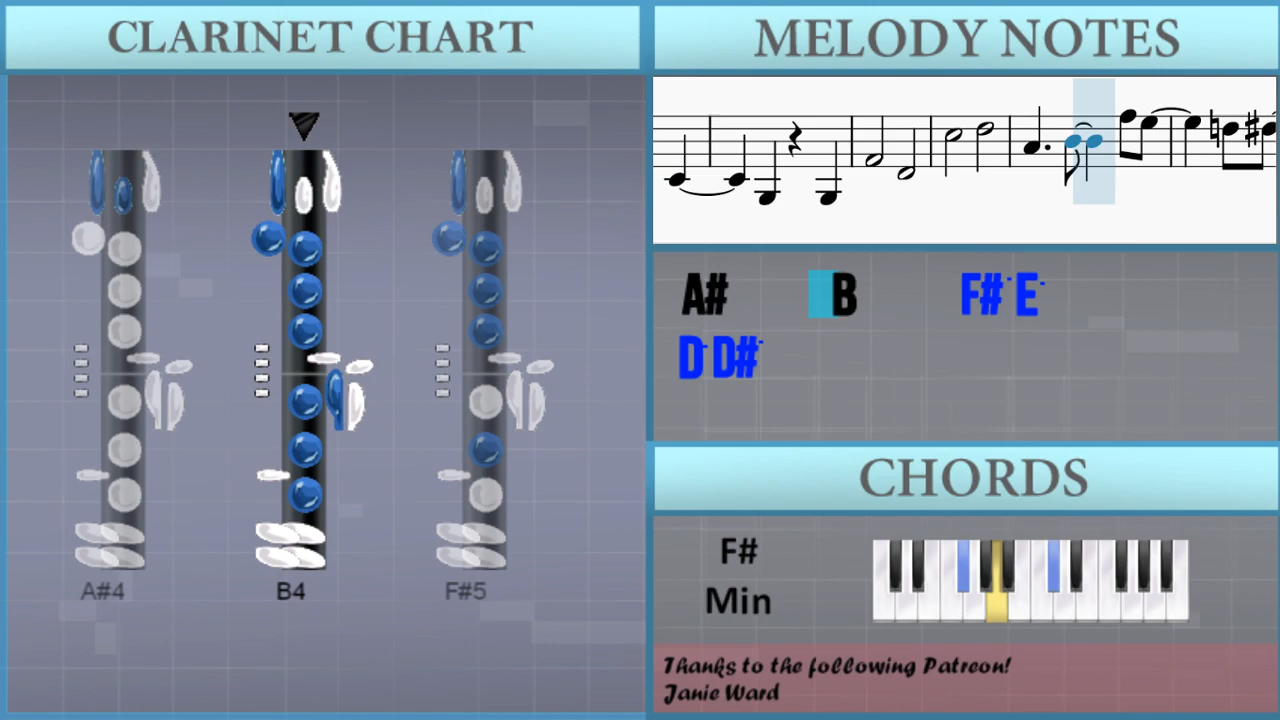 CLARINET CHART
A#4 B4 F#5
MELODY NOTES
A# B F#- E-
D- D#-
CHORDS
F#
Min
Thanks to the following Patreon!
Janie Ward